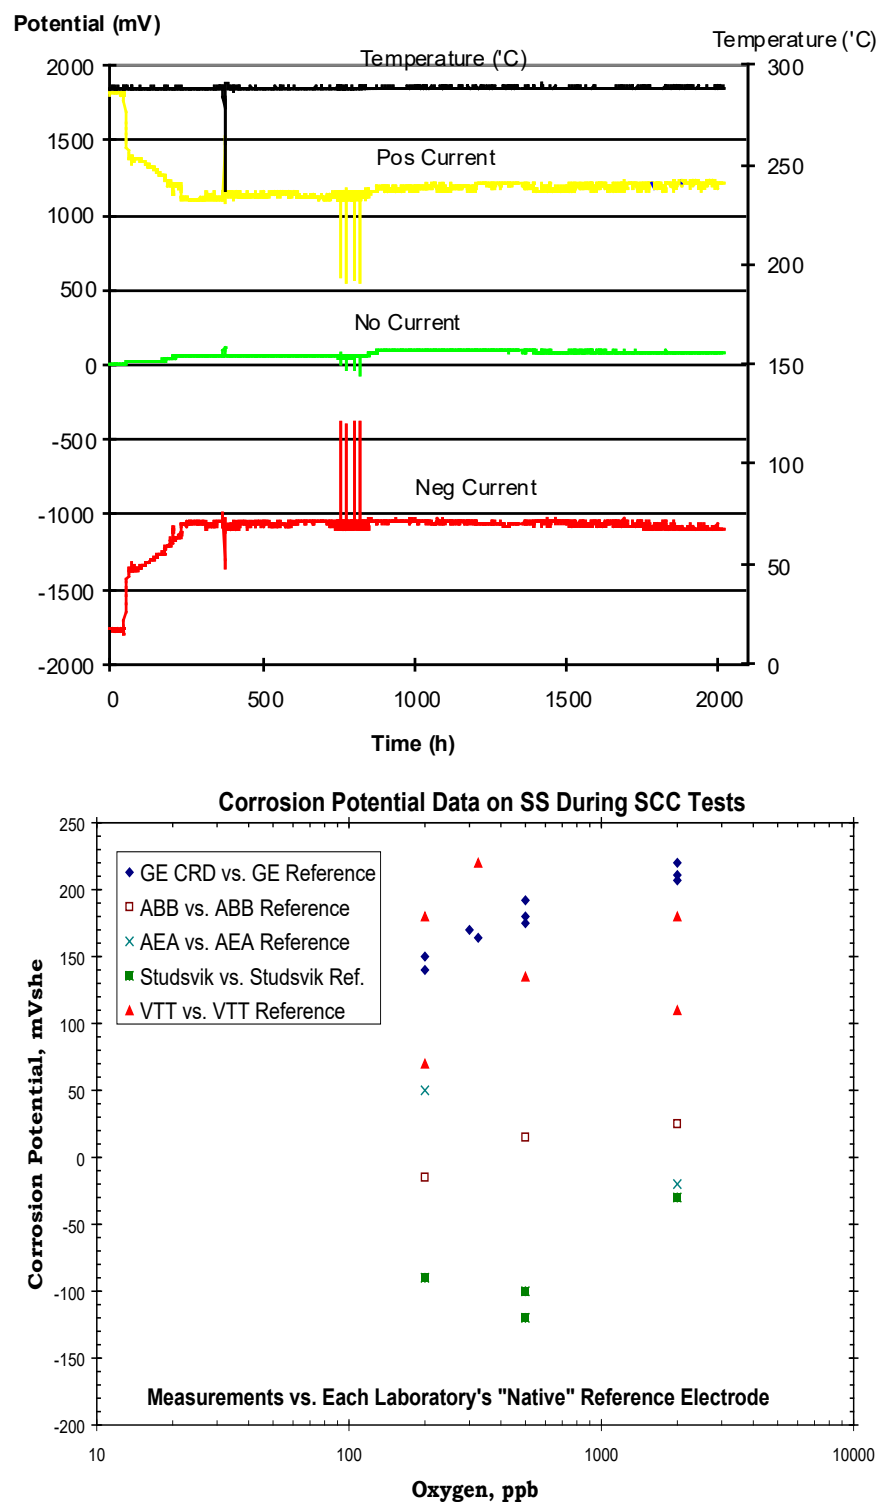 Potential (mV)
Temperature ('C)
Temperature ('C)
2000
1500
1000
500
0
-500
-1000
-1500
-2000
300
250
200
150
100
50
0
Pos Current
No Current
Neg Current
0 500 1000 1500 2000
Time (h)
Corrosion Potential Data on SS During SCC Tests
250
200
150
100
50
0
-50
-100
-150
-200
Corrosion Potential, mVshe
GE CRD vs. GE Reference
ABB vs. ABB Reference
AEA vs. AEA Reference
Studsvik vs. Studsvik Ref.
VTT vs. VTT Reference
Measurements vs. Each Laboratory's "Native" Reference Electrode
10 100 1000 10000
Oxygen, ppb